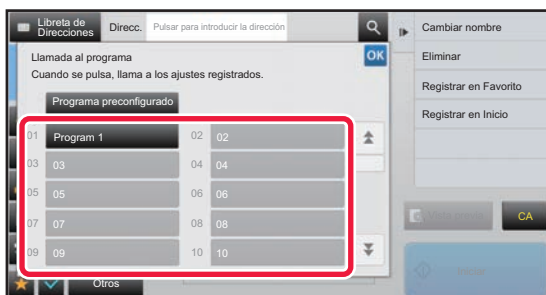 Libreta de Direcciones
Direcc.
Pulsar para introducir la dirección
Llamada al programa
OK
Cuando se pulsa, llama a los ajustes registrados.
Programa preconfigurado
01 Program 1 02 02
03 03 04 04
05 05 06 06
07 07 08 08
09 09 10 10
Otros
Cambiar nombre
Eliminar
Registrar en Favorito
Registrar en Inicio
CA